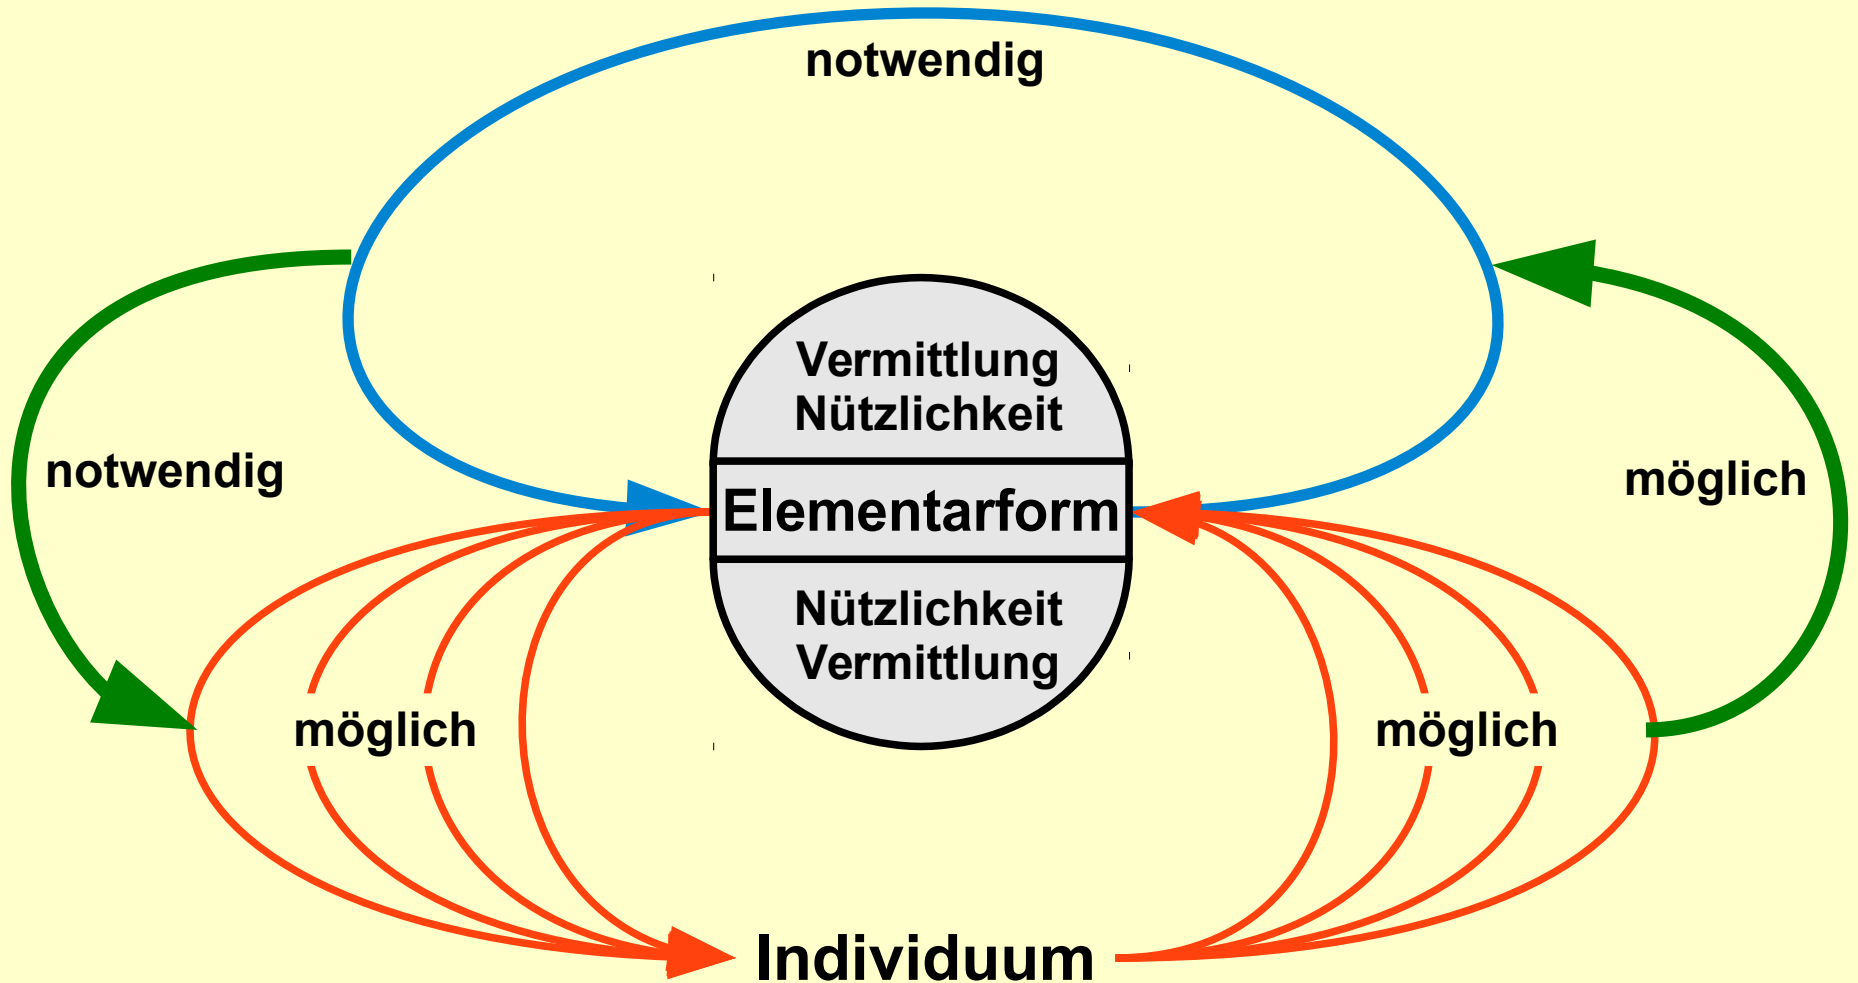 notwendig
Vermittlung
Nützlichkeit
notwendig
möglich
Elementarform
Nützlichkeit
Vermittlung
möglich
möglich
Individuum